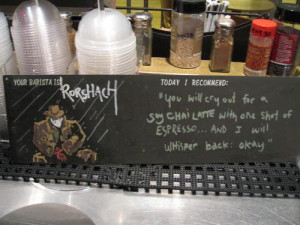 YOUR BARISTA IS:
RORSHACH
TODAY I RECOMMEND:
"You will cry out for a
SOY CHAI LATTE with one shot of
ESPRESSO... AND I will
whisper back: okay"